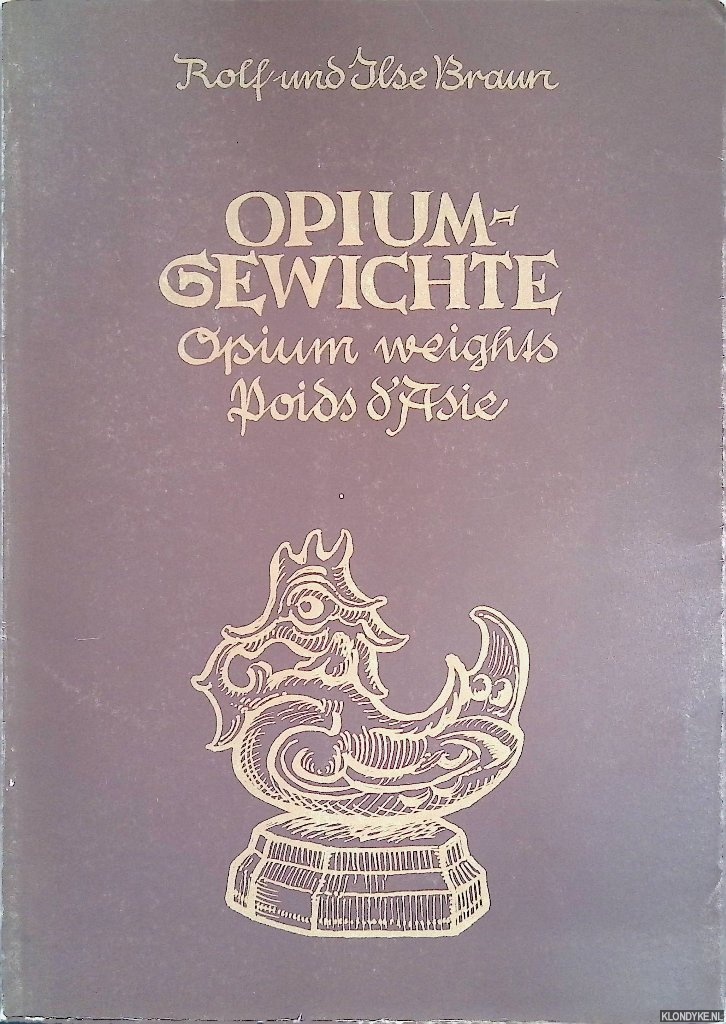 Rolf und Ilse Braun
OPIUM-
GEWICHTE
Opium weights
Poids d'Asie
KLONDYKE.NL